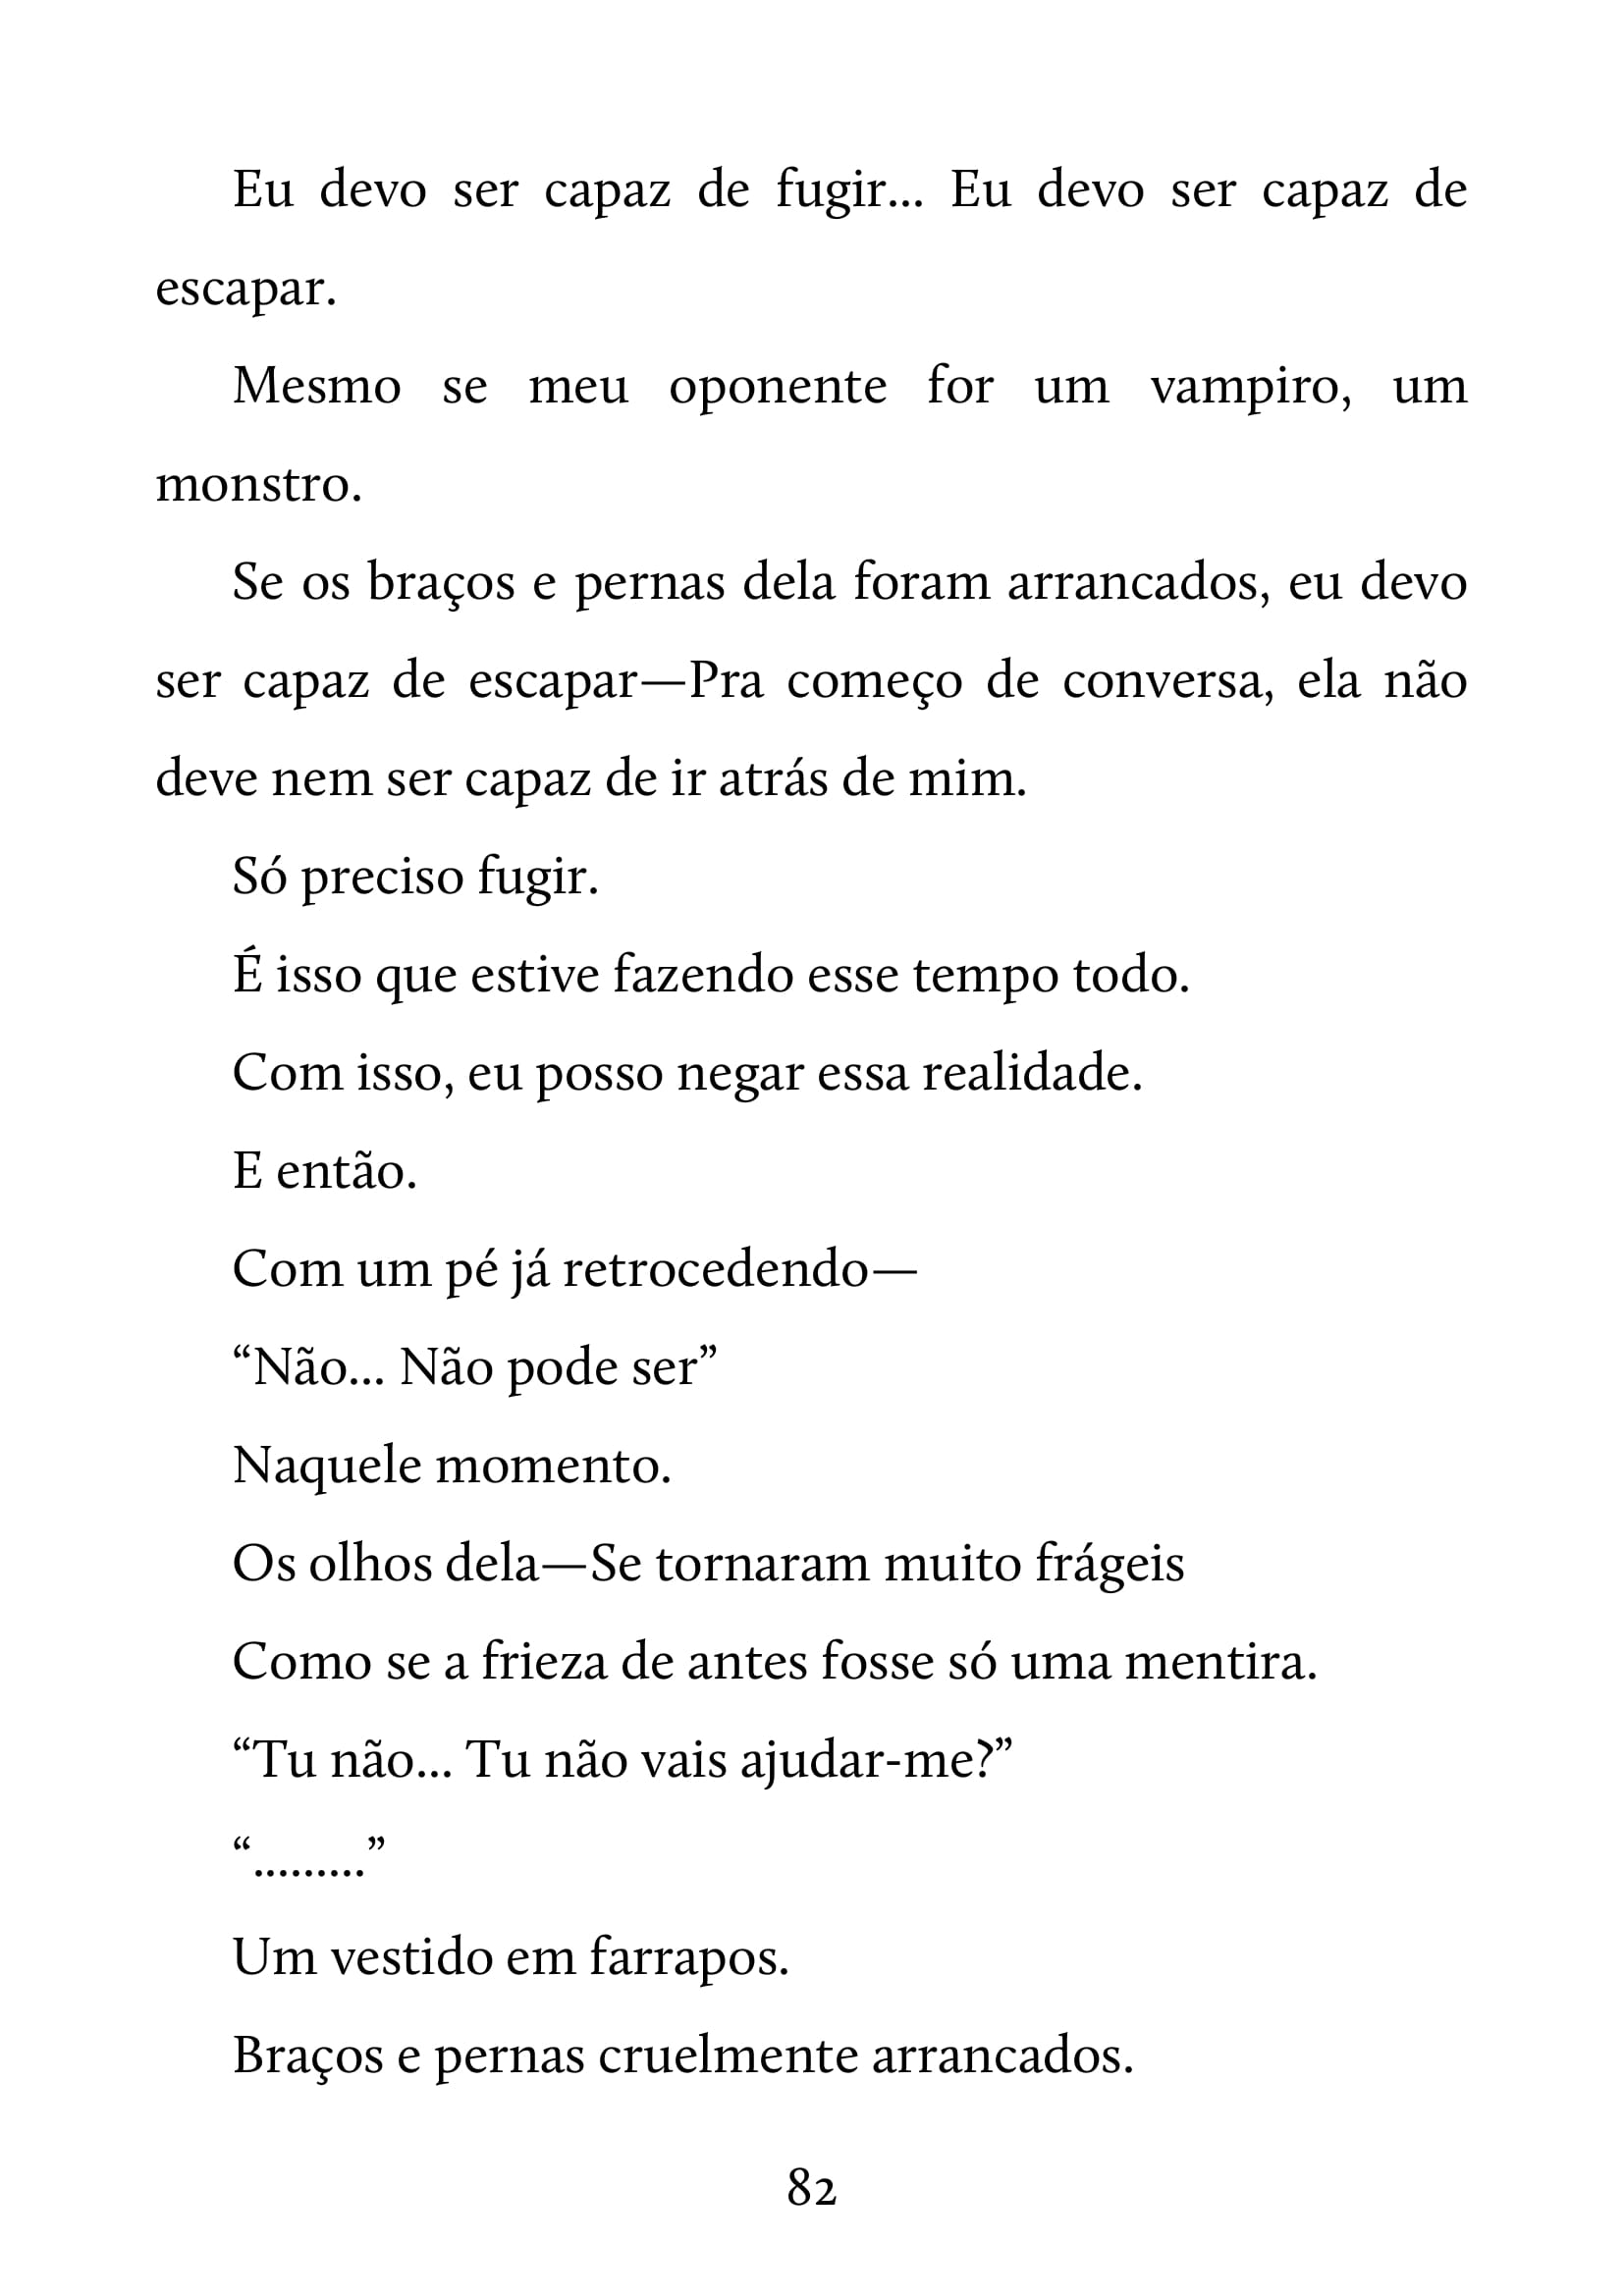 Eu devo ser capaz de fugir... Eu devo ser capaz de
escapar.
Mesmo se meu oponente for um vampiro, um
monstro.
Se os braços e pernas dela foram arrancados, eu devo
ser capaz de escapar—Pra começo de conversa, ela não
deve nem ser capaz de ir atrás de mim.
Só preciso fugir.
É isso que estive fazendo esse tempo todo.
Com isso, eu posso negar essa realidade.
E então.
Com um pé já retrocedendo—
“Não... Não pode ser”
Naquele momento.
Os olhos dela—Se tornaram muito frágeis
Como se a frieza de antes fosse só uma mentira.
“Tu não... Tu não vais ajudar-me?”
“.........”
Um vestido em farrapos.
Braços e pernas cruelmente arrancados.
82